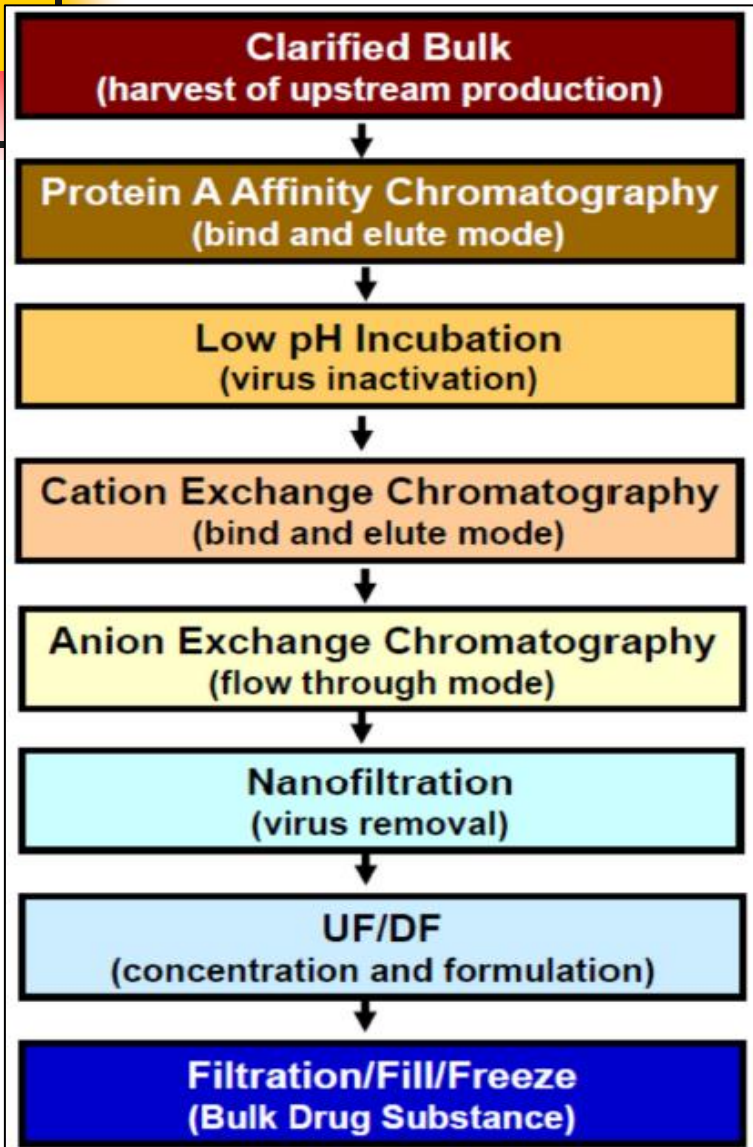 Clarified Bulk
(harvest of upstream production)
Protein A Affinity Chromatography
(bind and elute mode)
Low pH Incubation
(virus inactivation)
Cation Exchange Chromatography
(bind and elute mode)
Anion Exchange Chromatography
(flow through mode)
Nanofiltration
(virus removal)
UF/DF
(concentration and formulation)
Filtration/Fill/Freeze
(Bulk Drug Substance)